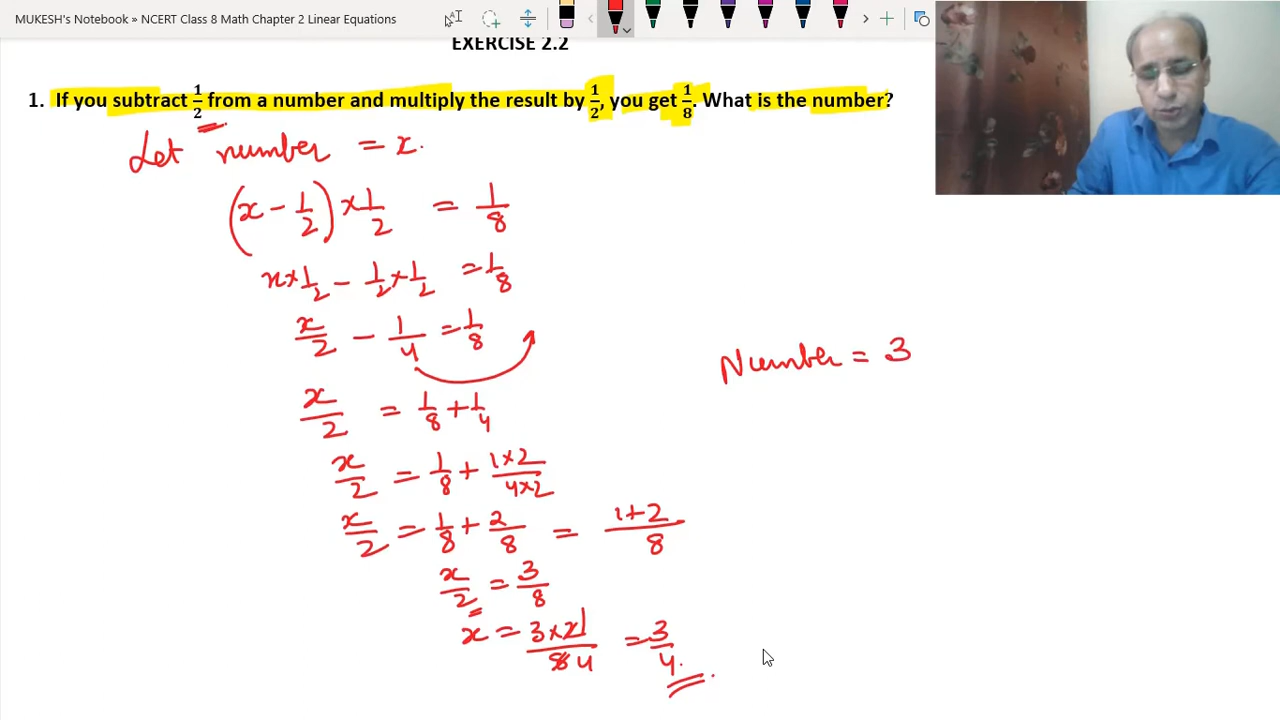 MUKESH's Notebook » NCERT Class 8 Math Chapter 2 Linear Equations
EXERCISE 2.2
1. If you subtract 1/2 from a number and multiply the result by 1/2, you get 1/8. What is the number?
Let number = x.
(x - 1/2) × 1/2 = 1/8
x × 1/2 - 1/2 × 1/2 = 1/8
x/2 - 1/4 = 1/8
x/2 = 1/8 + 1/4
x/2 = 1/8 + 1×2/4×2
x/2 = 1/8 + 2/8 = 1+2/8
x/2 = 3/8
x = 3×2 1/8 4 = 3/4.
Number = 3